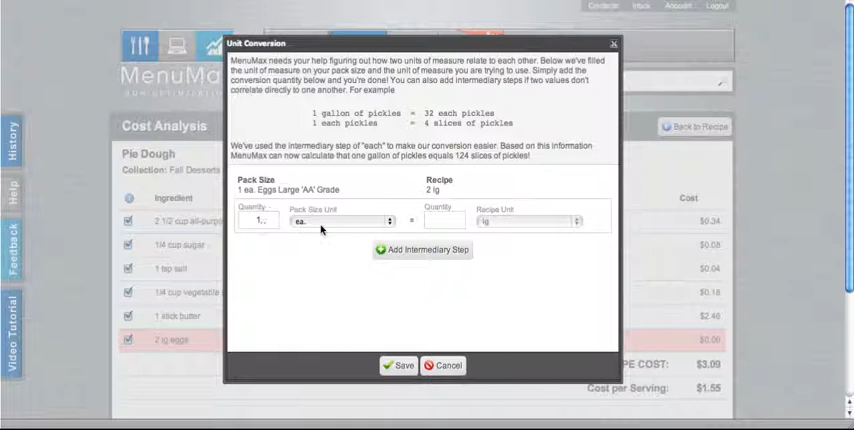 Contacts Inbox Account Logout
MenuMax
Unit Conversion
MenuMax needs your help figuring out how two units of measure relate to each other. Below we've filled
the unit of measure on your pack size and the unit of measure you are trying to use. Simply add the
conversion quantity below and you're done! You can also add intermediary steps if two values don't
correlate directly to one another. For example
1 gallon of pickles = 32 each pickles
1 each pickles = 4 slices of pickles
We've used the intermediary step of "each" to make our conversion easier. Based on this information
MenuMax can now calculate that one gallon of pickles equals 124 slices of pickles!
Pack Size Recipe
1 ea. Eggs Large 'AA' Grade 2 lg
Quantity Pack Size Unit Quantity Recipe Unit
1. ea. = lg
Add Intermediary Step
Save Cancel
History
Help
Feedback
Video Tutorial
Cost Analysis Back to Recipe
Pie Dough
Collection: Fall Desserts
Ingredient Cost
2 1/2 cup all-purpo $0.34
1/4 cup sugar $0.08
1 tsp salt $0.04
1/4 cup vegetable $0.18
1 stick butter $2.46
2 lg eggs $0.00
PE COST: $3.09
Cost per Serving: $1.55